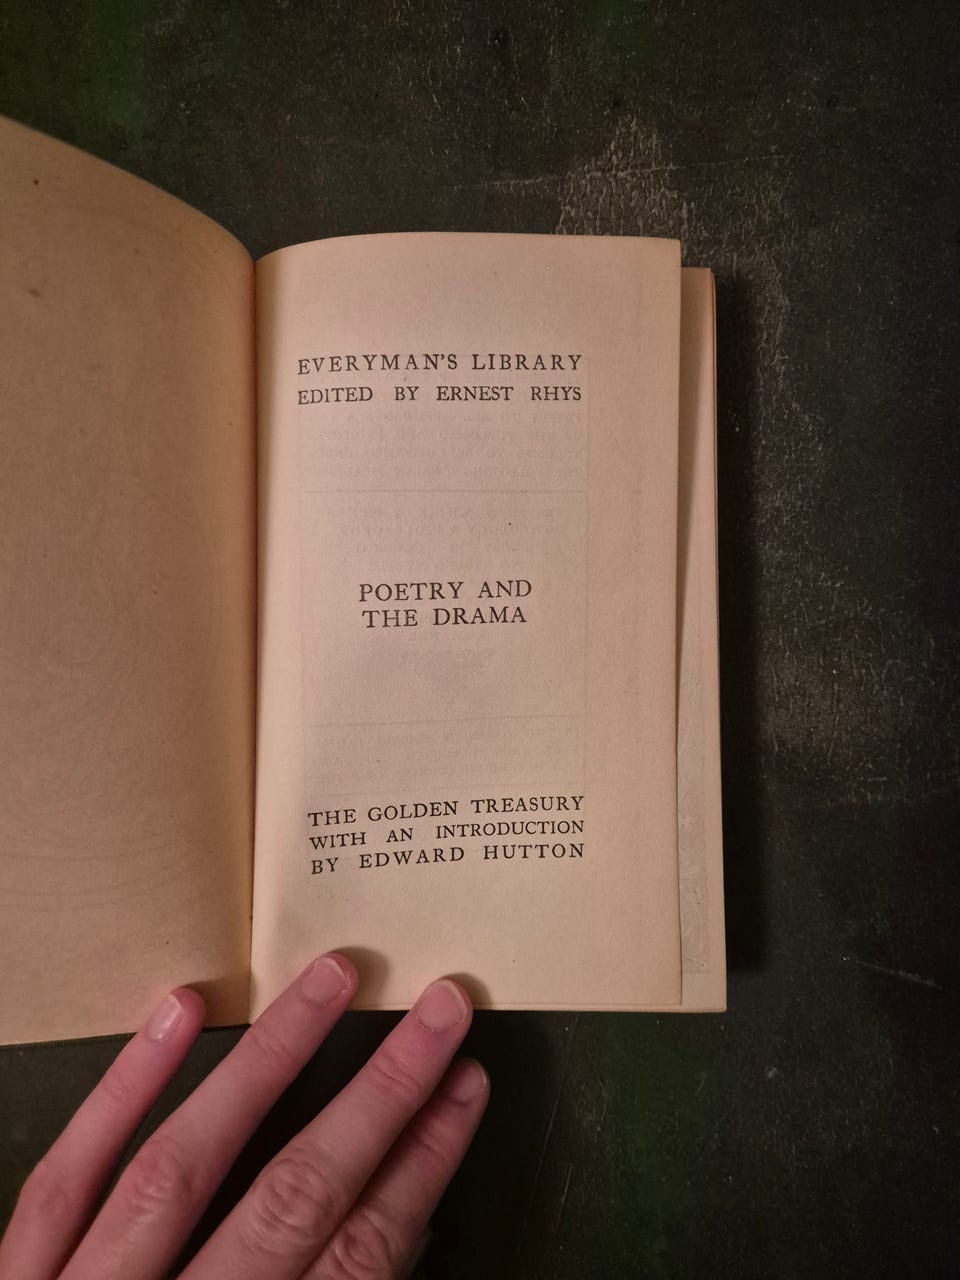 EVERYMAN'S LIBRARY
EDITED BY ERNEST RHYS
POETRY AND
THE DRAMA
THE GOLDEN TREASURY
WITH AN INTRODUCTION
BY EDWARD HUTTON